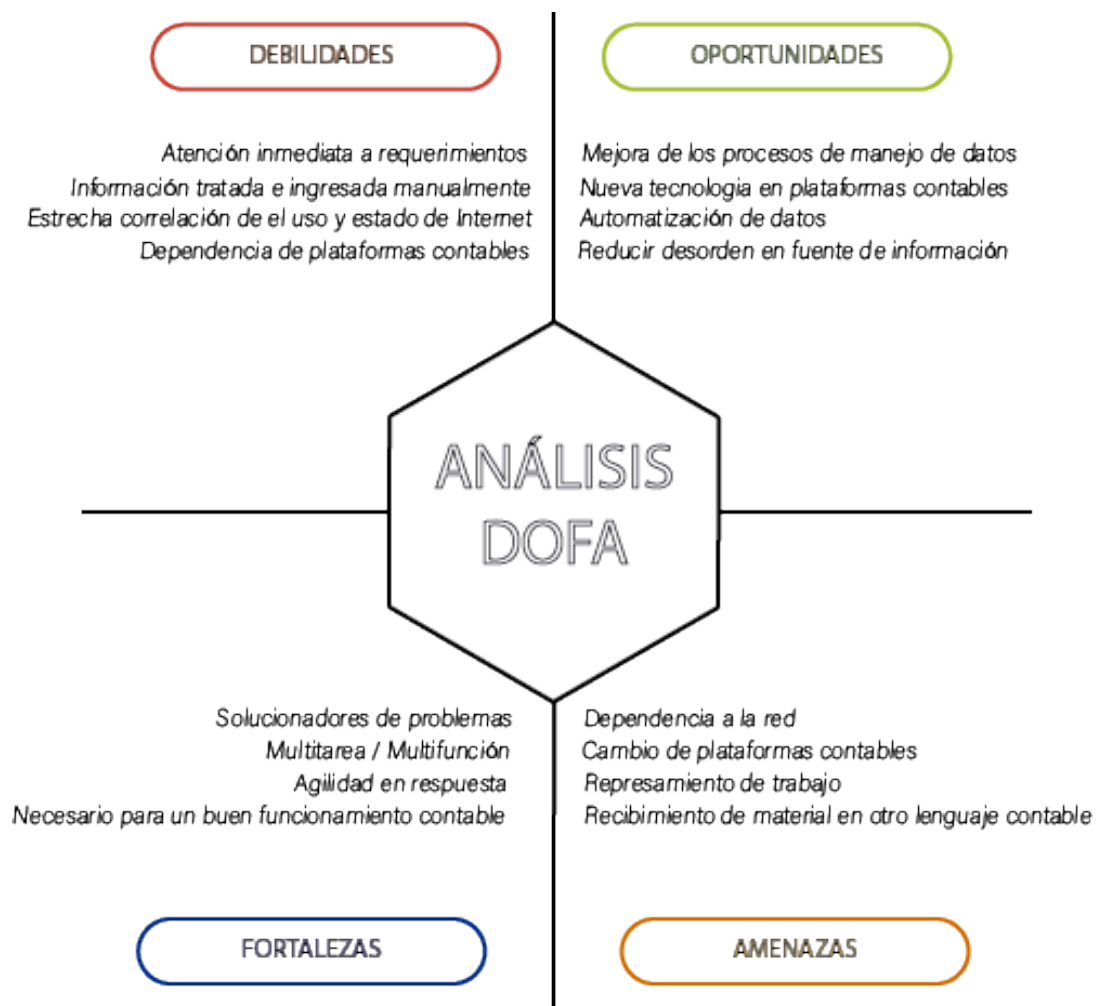 DEBILIDADES
Atención inmediata a requerimientos
Información tratada e ingresada manualmente
Estrecha correlación de el uso y estado de Internet
Dependencia de plataformas contables
OPORTUNIDADES
Mejora de los procesos de manejo de datos
Nueva tecnologia en plataformas contables
Automatización de datos
Reducir desorden en fuente de información
ANÁLISIS
DOFA
Solucionadores de problemas
Multitarea / Multifunción
Agilidad en respuesta
Necesario para un buen funcionamiento contable
FORTALEZAS
Dependencia a la red
Cambio de plataformas contables
Represamiento de trabajo
Recibimiento de material en otro lenguaje contable
AMENAZAS